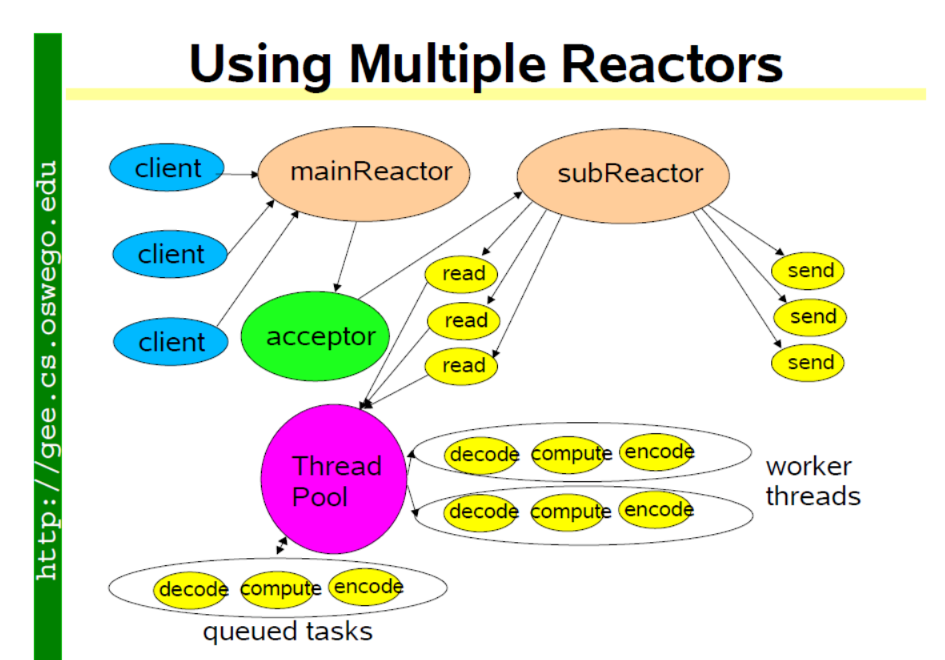 Using Multiple Reactors
http://gee.cs.oswego.edu
client
mainReactor
subReactor
client
read
send
client
acceptor
read
send
read
send
Thread
Pool
decode compute encode
decode compute encode
worker
threads
decode compute encode
queued tasks